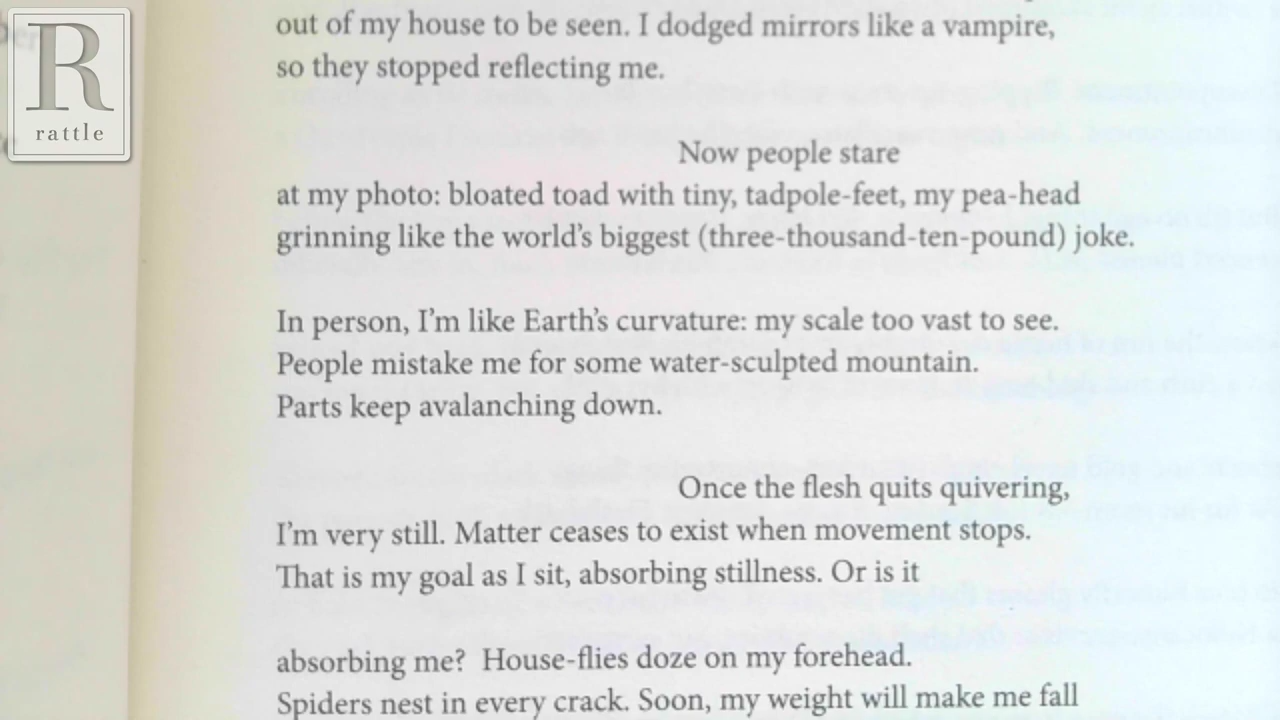 R
rattle
out of my house to be seen. I dodged mirrors like a vampire,
so they stopped reflecting me.
Now people stare
at my photo: bloated toad with tiny, tadpole-feet, my pea-head
grinning like the world's biggest (three-thousand-ten-pound) joke.
In person, I'm like Earth's curvature: my scale too vast to see.
People mistake me for some water-sculpted mountain.
Parts keep avalanching down.
Once the flesh quits quivering,
I'm very still. Matter ceases to exist when movement stops.
That is my goal as I sit, absorbing stillness. Or is it
absorbing me?  House-flies doze on my forehead.
Spiders nest in every crack. Soon, my weight will make me fall